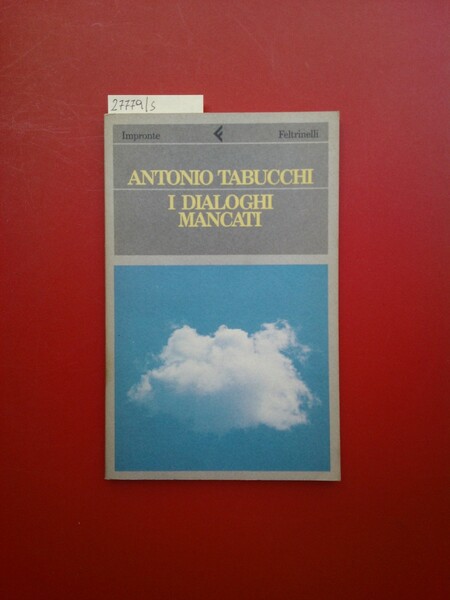 27779/s
Impronte Feltrinelli
ANTONIO TABUCCHI
I DIALOGHI
MANCATI